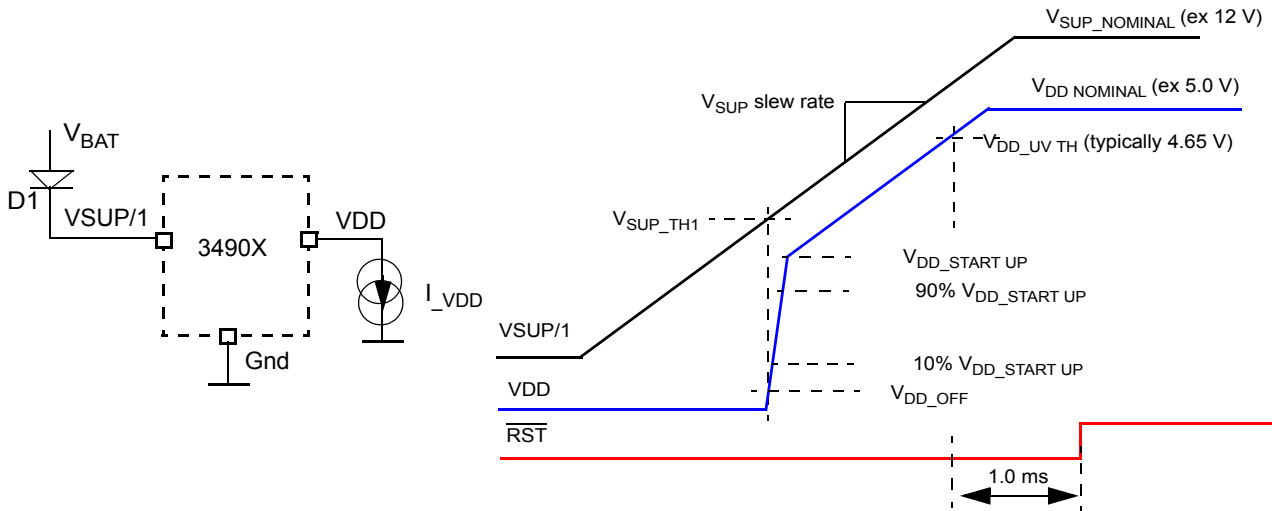 V_BAT
D1
VSUP/1
3490X
VDD
I_VDD
Gnd
V_SUP_NOMINAL (ex 12 V)
V_SUP slew rate
V_DD NOMINAL (ex 5.0 V)
V_DD_UV TH (typically 4.65 V)
V_SUP_TH1
V_DD_START UP
90% V_DD_START UP
VSUP/1
10% V_DD_START UP
VDD
V_DD_OFF
RST
1.0 ms